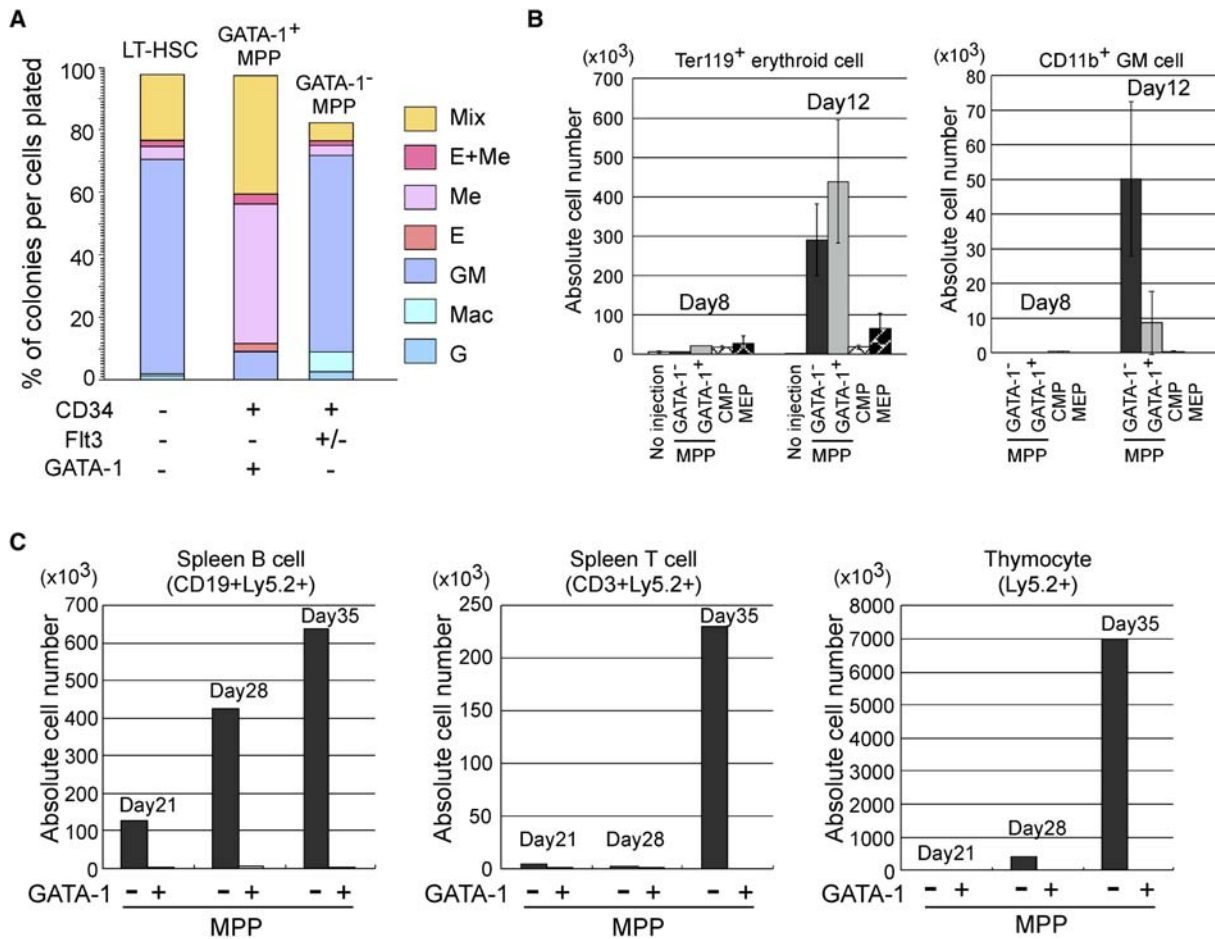 A
LT-HSC
GATA-1+
MPP
GATA-1-
MPP
100
80
60
40
20
0
% of colonies per cells plated
Mix
E+Me
Me
E
GM
Mac
G
CD34 - + +
Flt3 - - +/-
GATA-1 - + -
B
(x10³)
Ter119+ erythroid cell
700
600
500
400
300
200
100
0
Absolute cell number
Day8
Day12
No injection
GATA-1-
GATA-1+
CMP
MEP
MPP
No injection
GATA-1-
GATA-1+
CMP
MEP
MPP
(x10³)
CD11b+ GM cell
80
70
60
50
40
30
20
10
0
Absolute cell number
Day8
Day12
GATA-1-
GATA-1+
CMP
MEP
MPP
GATA-1-
GATA-1+
CMP
MEP
MPP
C
Spleen B cell
(x10³)
(CD19+Ly5.2+)
700
600
500
400
300
200
100
0
Absolute cell number
Day21
Day28
Day35
GATA-1 - + - + - +
MPP
Spleen T cell
(x10³)
(CD3+Ly5.2+)
250
200
150
100
50
0
Absolute cell number
Day21
Day28
Day35
- + - + - +
MPP
Thymocyte
(x10³)
(Ly5.2+)
8000
7000
6000
5000
4000
3000
2000
1000
0
Absolute cell number
Day21
Day28
Day35
GATA-1 - + - + - +
MPP